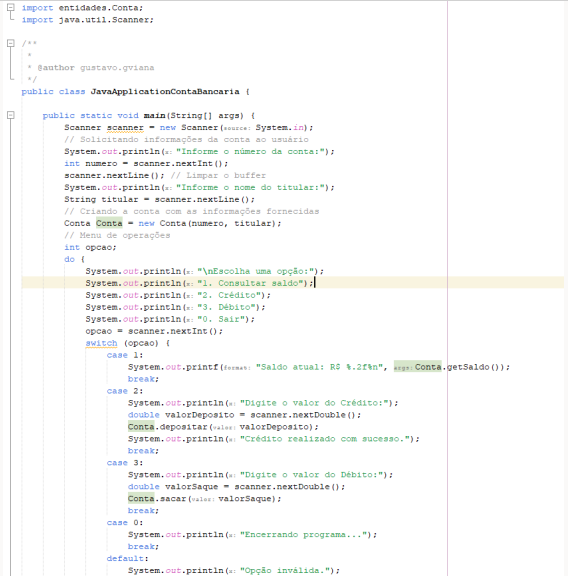 import entidades.Conta;
import java.util.Scanner;
/**
*
* @author gustavo.gviana
*/
public class JavaApplicationContaBancaria {
public static void main(String[] args) {
Scanner scanner = new Scanner(source: System.in);
// Solicitando informações da conta ao usuário
System.out.println(x: "Informe o número da conta:");
int numero = scanner.nextInt();
scanner.nextLine(); // Limpar o buffer
System.out.println(x: "Informe o nome do titular:");
String titular = scanner.nextLine();
// Criando a conta com as informações fornecidas
Conta Conta = new Conta(numero, titular);
// Menu de operações
int opcao;
do {
System.out.println(x: "\nEscolha uma opção:");
System.out.println(x: "1. Consultar saldo");
System.out.println(x: "2. Crédito");
System.out.println(x: "3. Débito");
System.out.println(x: "0. Sair");
opcao = scanner.nextInt();
switch (opcao) {
case 1:
System.out.printf(format: "Saldo atual: R$ %.2f%n", args: Conta.getSaldo());
break;
case 2:
System.out.println(x: "Digite o valor do Crédito:");
double valorDeposito = scanner.nextDouble();
Conta.depositar(valor: valorDeposito);
System.out.println(x: "Crédito realizado com sucesso.");
break;
case 3:
System.out.println(x: "Digite o valor do Débito:");
double valorSaque = scanner.nextDouble();
Conta.sacar(valor: valorSaque);
break;
case 0:
System.out.println(x: "Encerrando programa...");
break;
default:
System.out.println(x: "Opção inválida.");